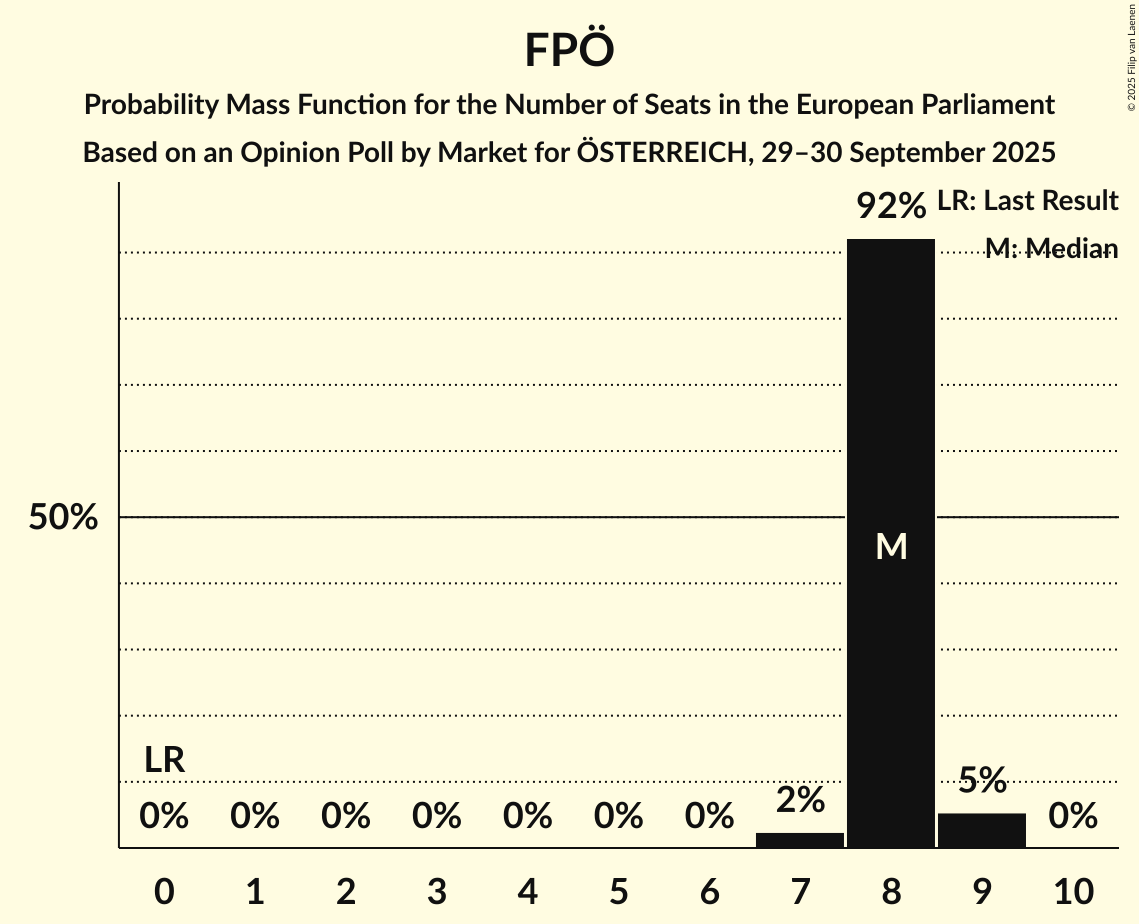 FPÖ
Probability Mass Function for the Number of Seats in the European Parliament
Based on an Opinion Poll by Market for ÖSTERREICH, 29–30 September 2025
© 2025 Filip van Laenen
92%
LR: Last Result
M: Median
50%
M
LR
0% 0% 0% 0% 0% 0% 0% 2% 5% 0%
0 1 2 3 4 5 6 7 8 9 10